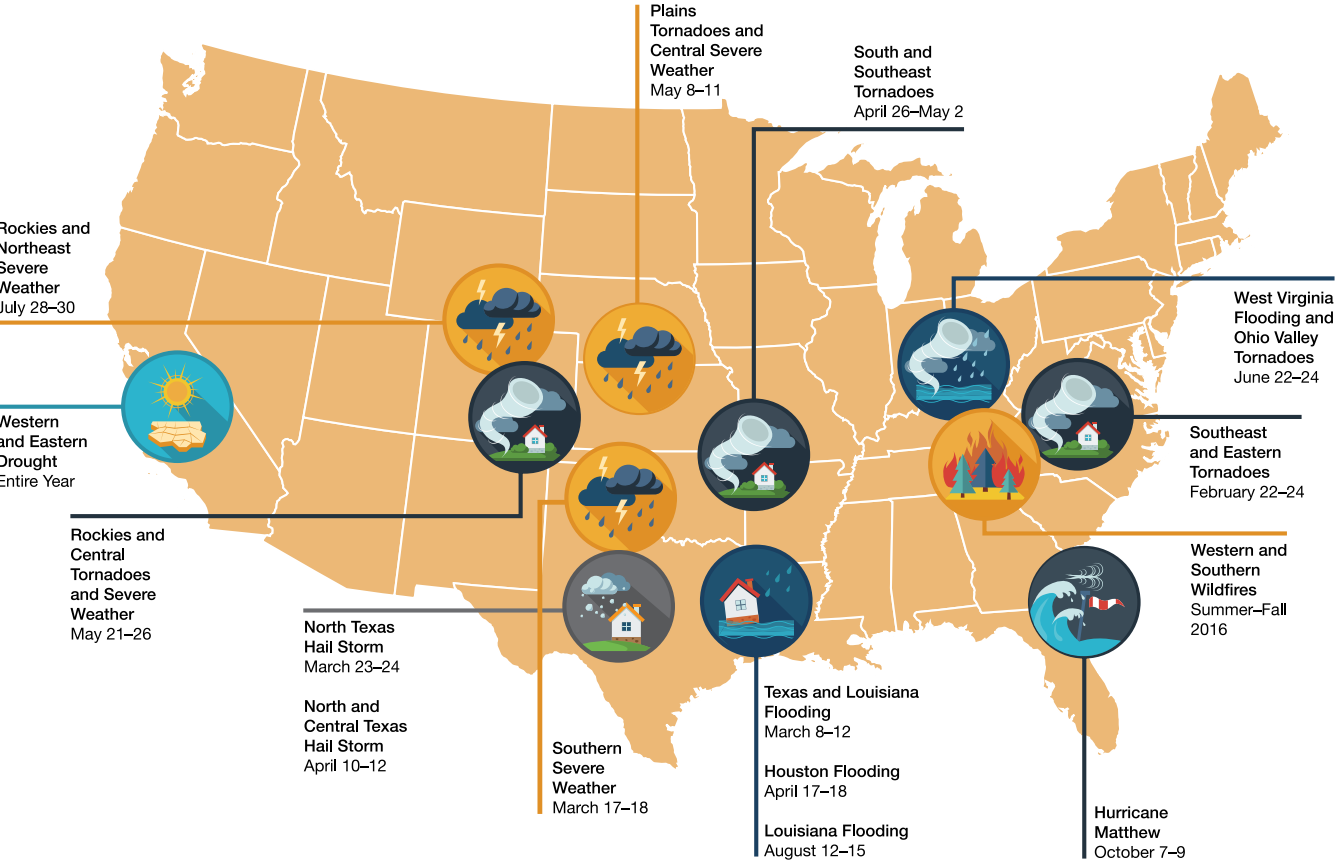 Plains
Tornadoes and
Central Severe
Weather
May 8–11
South and
Southeast
Tornadoes
April 26–May 2
Rockies and
Northeast
Severe
Weather
July 28–30
Western
and Eastern
Drought
Entire Year
Rockies and
Central
Tornadoes
and Severe
Weather
May 21–26
North Texas
Hail Storm
March 23–24
North and
Central Texas
Hail Storm
April 10–12
Southern
Severe
Weather
March 17–18
Texas and Louisiana
Flooding
March 8–12
Houston Flooding
April 17–18
Louisiana Flooding
August 12–15
West Virginia
Flooding and
Ohio Valley
Tornadoes
June 22–24
Southeast
and Eastern
Tornadoes
February 22–24
Western and
Southern
Wildfires
Summer–Fall
2016
Hurricane
Matthew
October 7–9